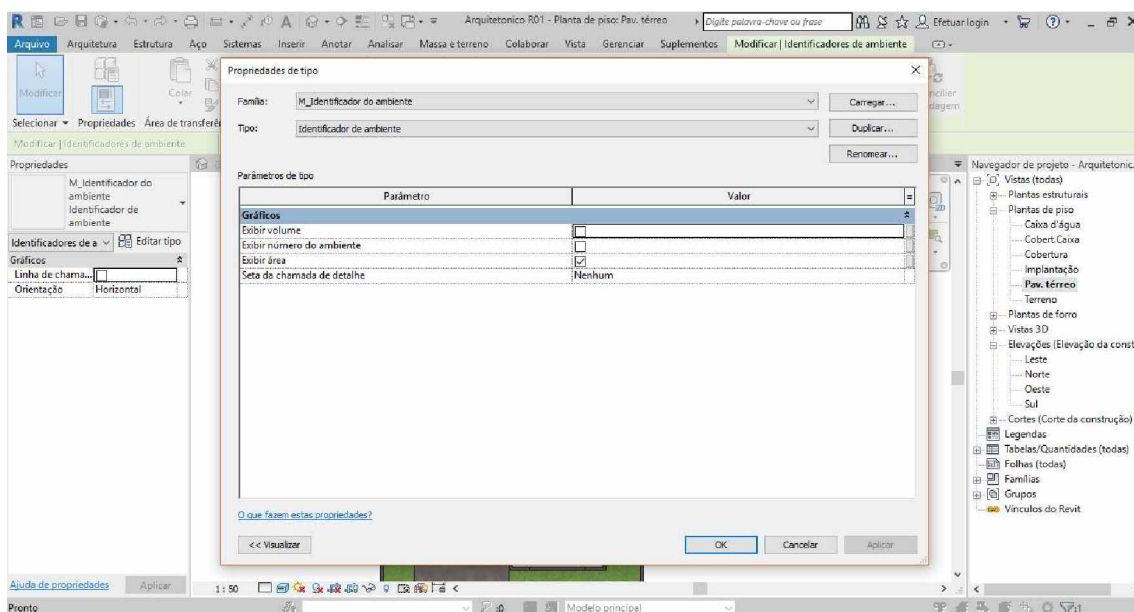 Arquitetonico R01 - Planta de piso: Pav. térreo
Digite palavra-chave ou frase
Efetuar login
Arquivo Arquitetura Estrutura Aço Sistemas Inserir Anotar Analisar Massa e terreno Colaborar Vista Gerenciar Suplementos Modificar | Identificadores de ambiente
Modificar
Colar
Selecionar Propriedades Área de transferê
Modificar | Identificadores de ambiente
Propriedades
M_Identificador do
ambiente
Identificador de
ambiente
Identificadores de a Editar tipo
Gráficos
Linha de chama...
Orientação Horizontal
Ajuda de propriedades Aplicar
Propriedades de tipo
Família: M_Identificador do ambiente Carregar...
Tipo: Identificador de ambiente Duplicar...
Renomear...
Parâmetros de tipo
Parâmetro Valor =
Gráficos
Exibir volume
Exibir número do ambiente
Exibir área
Seta da chamada de detalhe Nenhum
O que fazem estas propriedades?
<< Visualizar OK Cancelar Aplicar
Navegador de projeto - Arquitetonic.
Vistas (todas)
Plantas estruturais
Plantas de piso
Caixa d'água
Cobert.Caixa
Cobertura
Implantação
Pav. térreo
Terreno
Plantas de forro
Vistas 3D
Elevações (Elevação da const
Leste
Norte
Oeste
Sul
Cortes (Corte da construção)
Legendas
Tabelas/Quantidades (todas)
Folhas (todas)
Famílias
Grupos
Vínculos do Revit
1 : 50
Pronto :0 Modelo principal :1